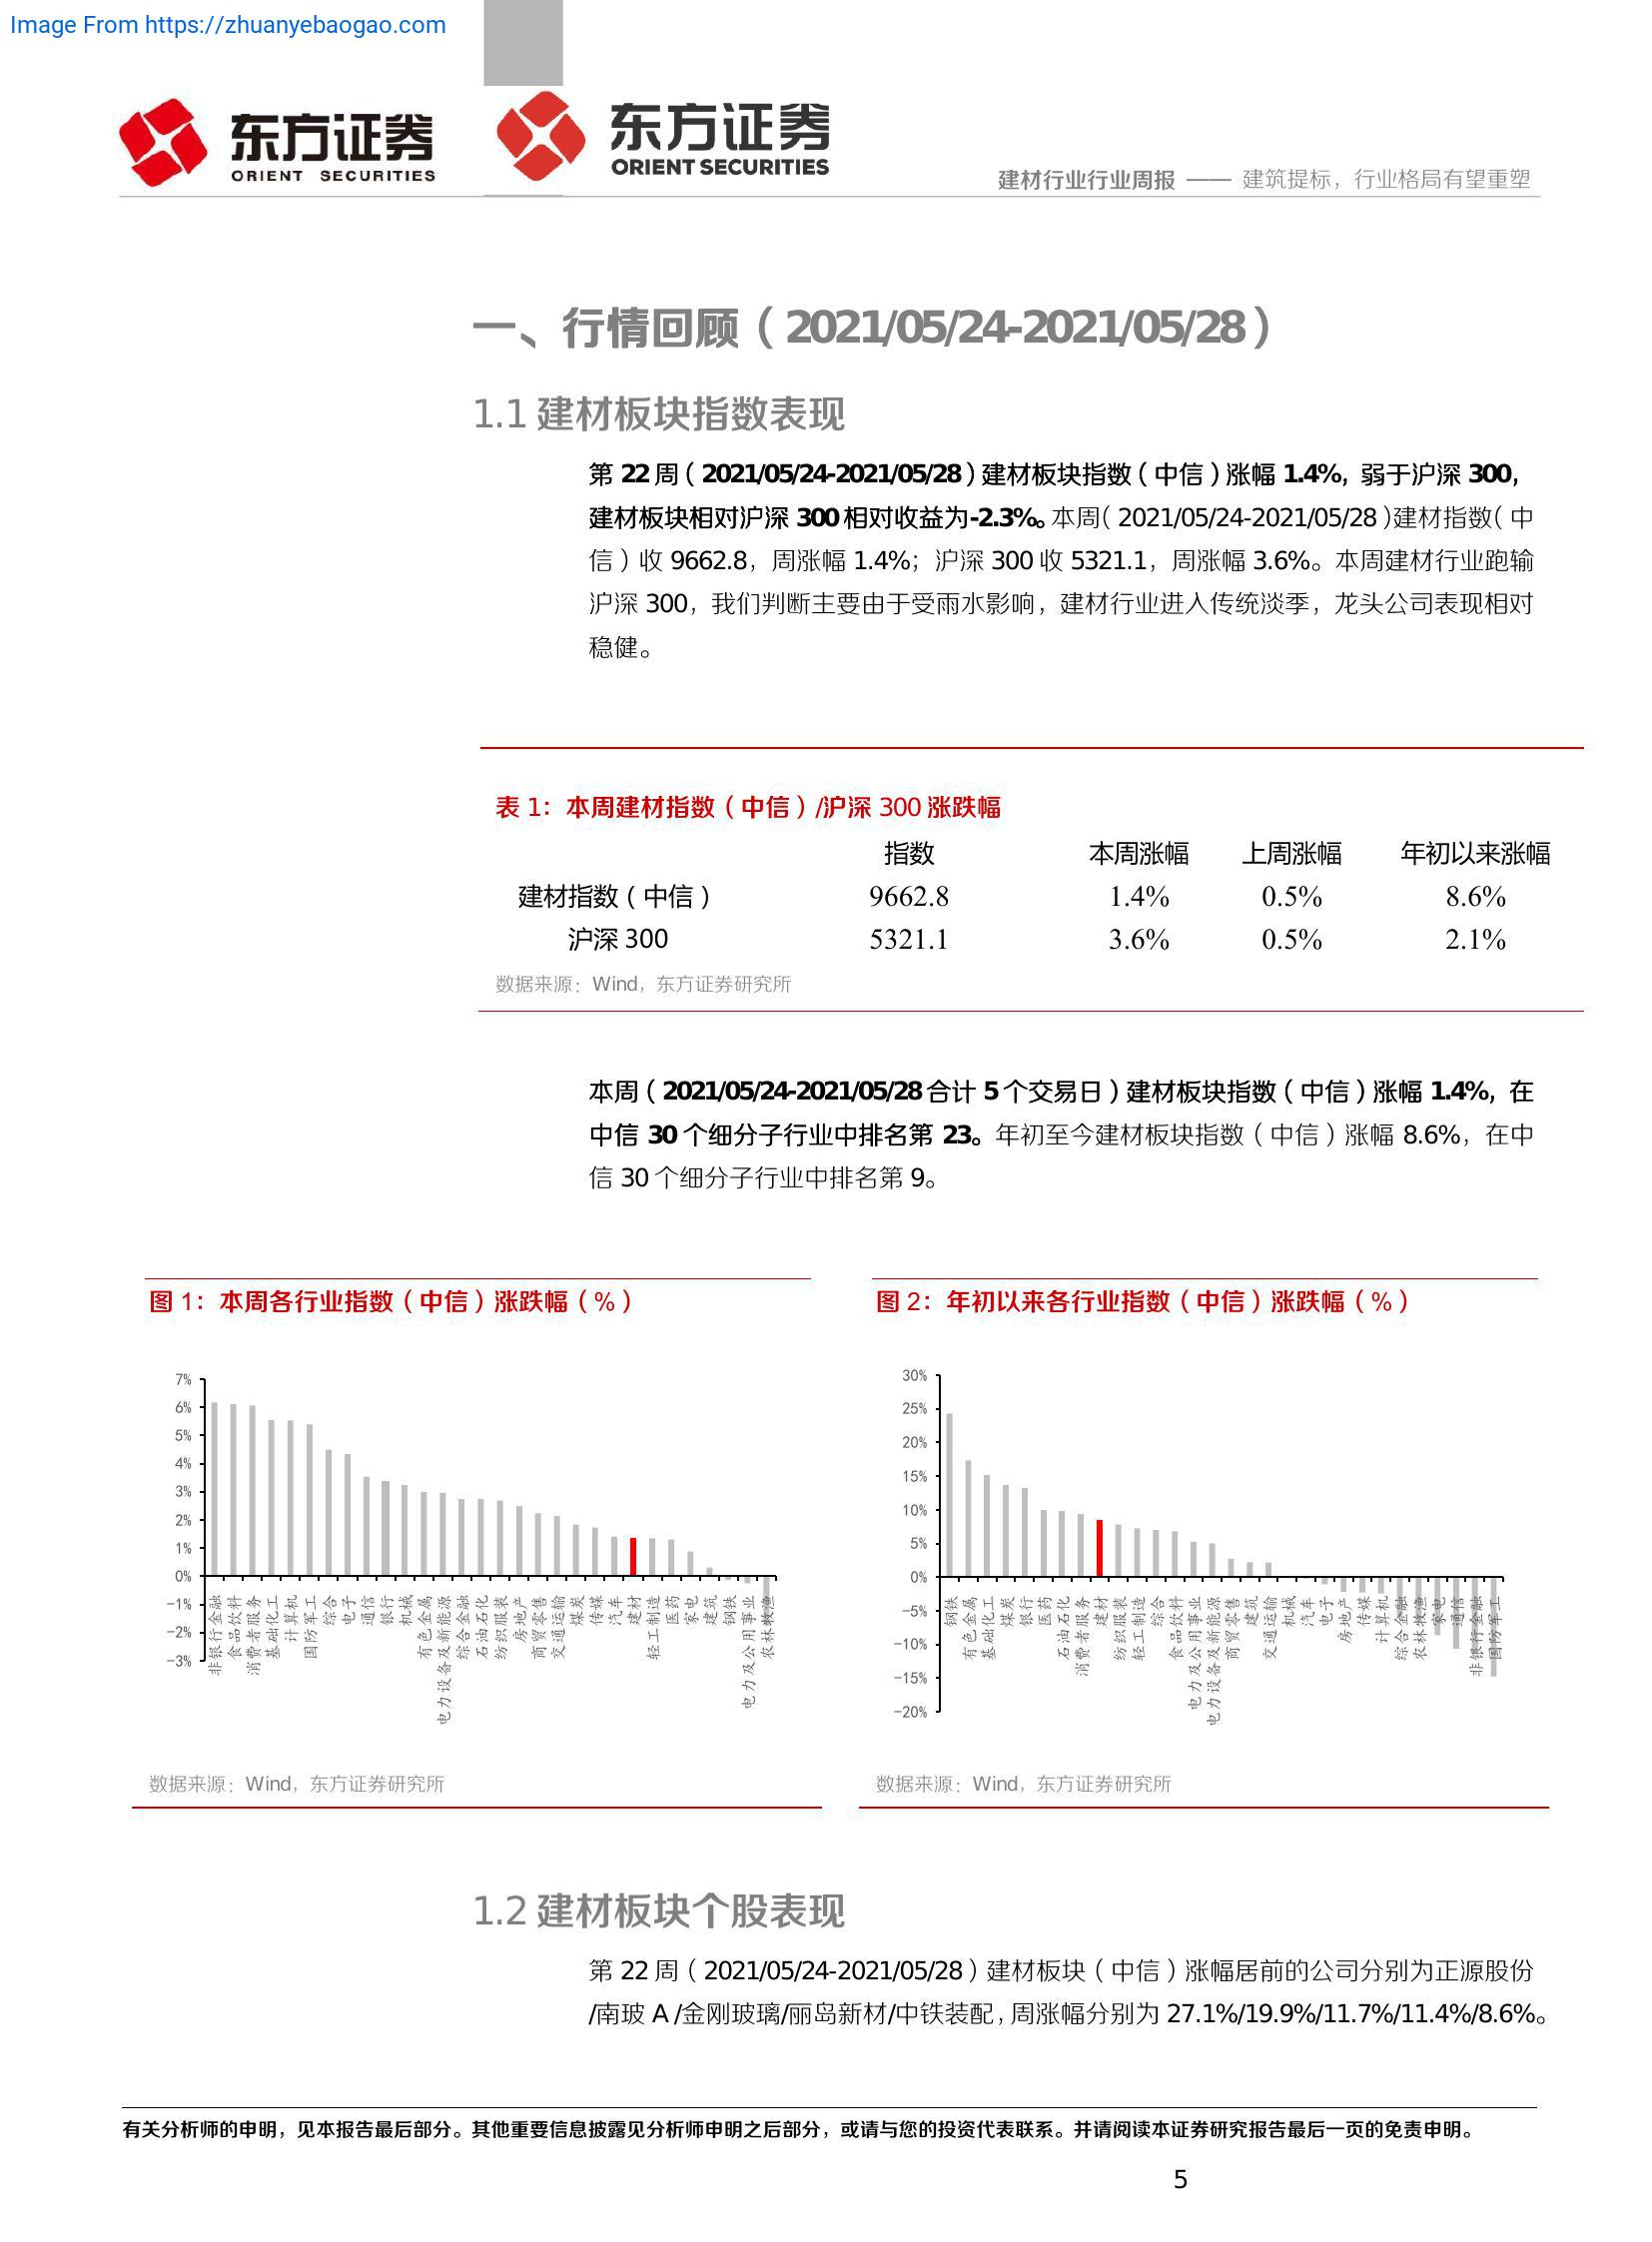 Image From https://zhuanyebaogao.com
东方证券
ORIENT SECURITIES
东方证券
ORIENT SECURITIES
建材行业行业周报 —— 建筑提标，行业格局有望重塑
一、行情回顾（2021/05/24-2021/05/28）
1.1 建材板块指数表现
第 22 周（2021/05/24-2021/05/28）建材板块指数（中信）涨幅 1.4%，弱于沪深 300，
建材板块相对沪深 300 相对收益为-2.3%。本周（2021/05/24-2021/05/28）建材指数（中
信）收 9662.8，周涨幅 1.4%；沪深 300 收 5321.1，周涨幅 3.6%。本周建材行业跑输
沪深 300，我们判断主要由于受雨水影响，建材行业进入传统淡季，龙头公司表现相对
稳健。
表 1：本周建材指数（中信）/沪深 300 涨跌幅
指数 本周涨幅 上周涨幅 年初以来涨幅
建材指数（中信） 9662.8 1.4% 0.5% 8.6%
沪深 300 5321.1 3.6% 0.5% 2.1%
数据来源：Wind，东方证券研究所
本周（2021/05/24-2021/05/28 合计 5 个交易日）建材板块指数（中信）涨幅 1.4%，在
中信 30 个细分子行业中排名第 23。年初至今建材板块指数（中信）涨幅 8.6%，在中
信 30 个细分子行业中排名第 9。
图 1：本周各行业指数（中信）涨跌幅（%）
7%
6%
5%
4%
3%
2%
1%
0%
-1%
-2%
-3%
非银行金融
食品饮料
消费者服务
基础化工
计算机
国防军工
综合
电子
通信
银行
机械
有色金属
电力设备及新能源
综合金融
石油石化
纺织服装
房地产
商贸零售
交通运输
煤炭
传媒
汽车
建材
轻工制造
医药
家电
建筑
钢铁
电力及公用事业
农林牧渔
数据来源：Wind，东方证券研究所
图 2：年初以来各行业指数（中信）涨跌幅（%）
30%
25%
20%
15%
10%
5%
0%
-5%
-10%
-15%
-20%
钢铁
有色金属
基础化工
煤炭
银行
医药
石油石化
消费者服务
建材
纺织服装
轻工制造
综合
食品饮料
电力及公用事业
电力设备及新能源
商贸零售
建筑
交通运输
机械
汽车
电子
房地产
传媒
计算机
综合金融
农林牧渔
家电
通信
非银行金融
国防军工
数据来源：Wind，东方证券研究所
1.2 建材板块个股表现
第 22 周（2021/05/24-2021/05/28）建材板块（中信）涨幅居前的公司分别为正源股份
/南玻 A /金刚玻璃/丽岛新材/中铁装配，周涨幅分别为 27.1%/19.9%/11.7%/11.4%/8.6%。
有关分析师的申明，见本报告最后部分。其他重要信息披露见分析师申明之后部分，或请与您的投资代表联系。并请阅读本证券研究报告最后一页的免责申明。
5